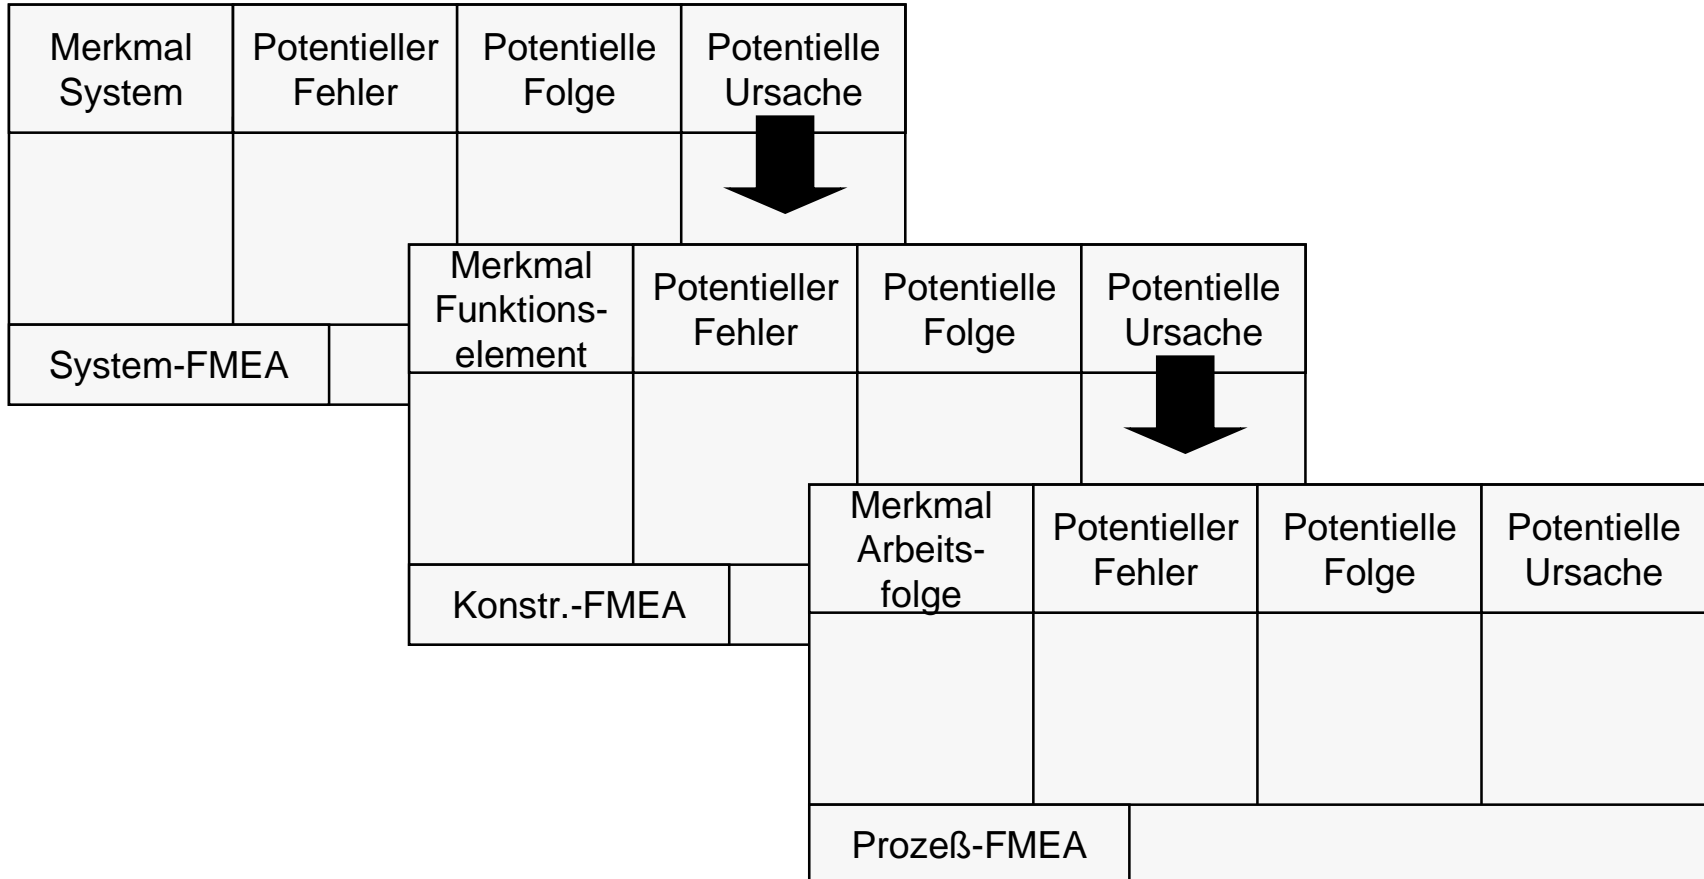 Merkmal
System
Potentieller
Fehler
Potentielle
Folge
Potentielle
Ursache
System-FMEA
Merkmal
Funktions-
element
Potentieller
Fehler
Potentielle
Folge
Potentielle
Ursache
Konstr.-FMEA
Merkmal
Arbeits-
folge
Potentieller
Fehler
Potentielle
Folge
Potentielle
Ursache
Prozeß-FMEA